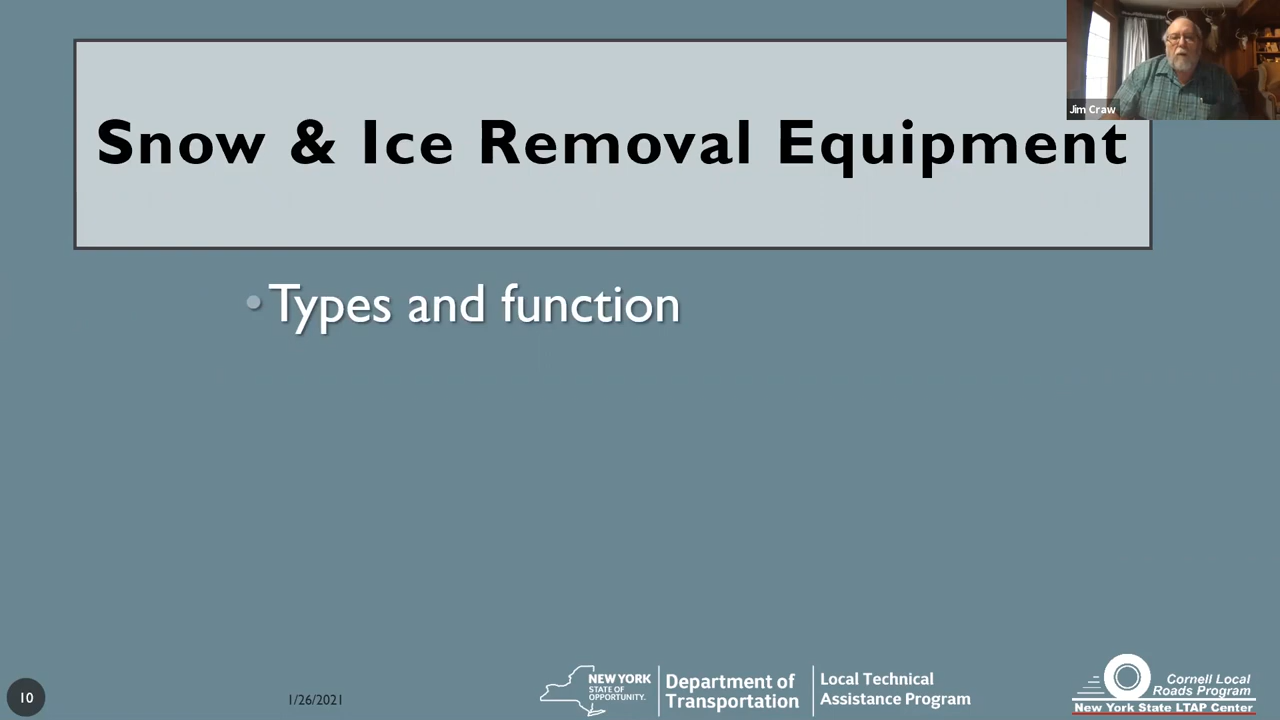 Jim Craw
Snow & Ice Removal Equipment
• Types and function
10
1/26/2021
NEW YORK
STATE OF
OPPORTUNITY.
Department of
Transportation
Local Technical
Assistance Program
Cornell Local
Roads Program
New York State LTAP Center